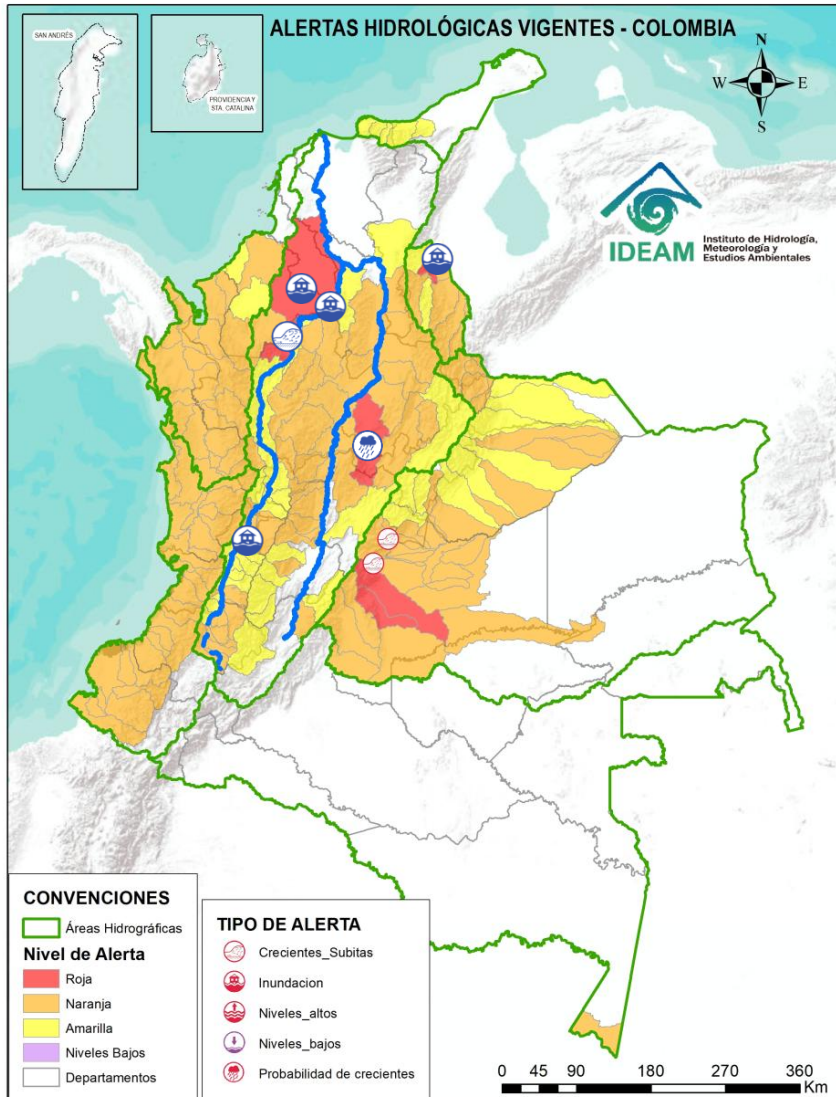 ALERTAS HIDROLÓGICAS VIGENTES - COLOMBIA
SAN ANDRÉS
PROVIDENCIA Y
STA. CATALINA
N
W
E
S
IDEAM
Instituto de Hidrología,
Meteorología y
Estudios Ambientales
CONVENCIONES
Áreas Hidrográficas
Nivel de Alerta
Roja
Naranja
Amarilla
Niveles Bajos
Departamentos
TIPO DE ALERTA
Crecientes_Subitas
Inundacion
Niveles_altos
Niveles_bajos
Probabilidad de crecientes
0 45 90 180 270 360
Km